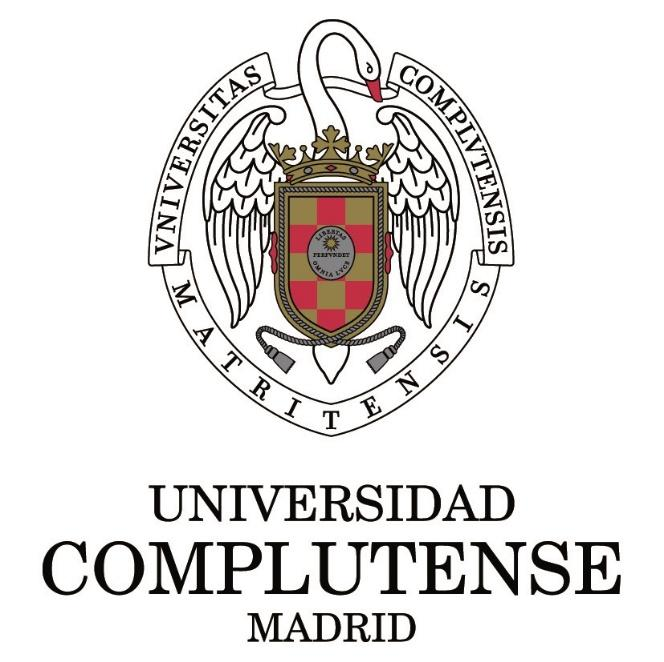 VNIVERSITAS
COMPLVTENSIS
MATRITENSIS
LIBERTAS
PERFVNDET
OMNIA LVCE
UNIVERSIDAD
COMPLUTENSE
MADRID